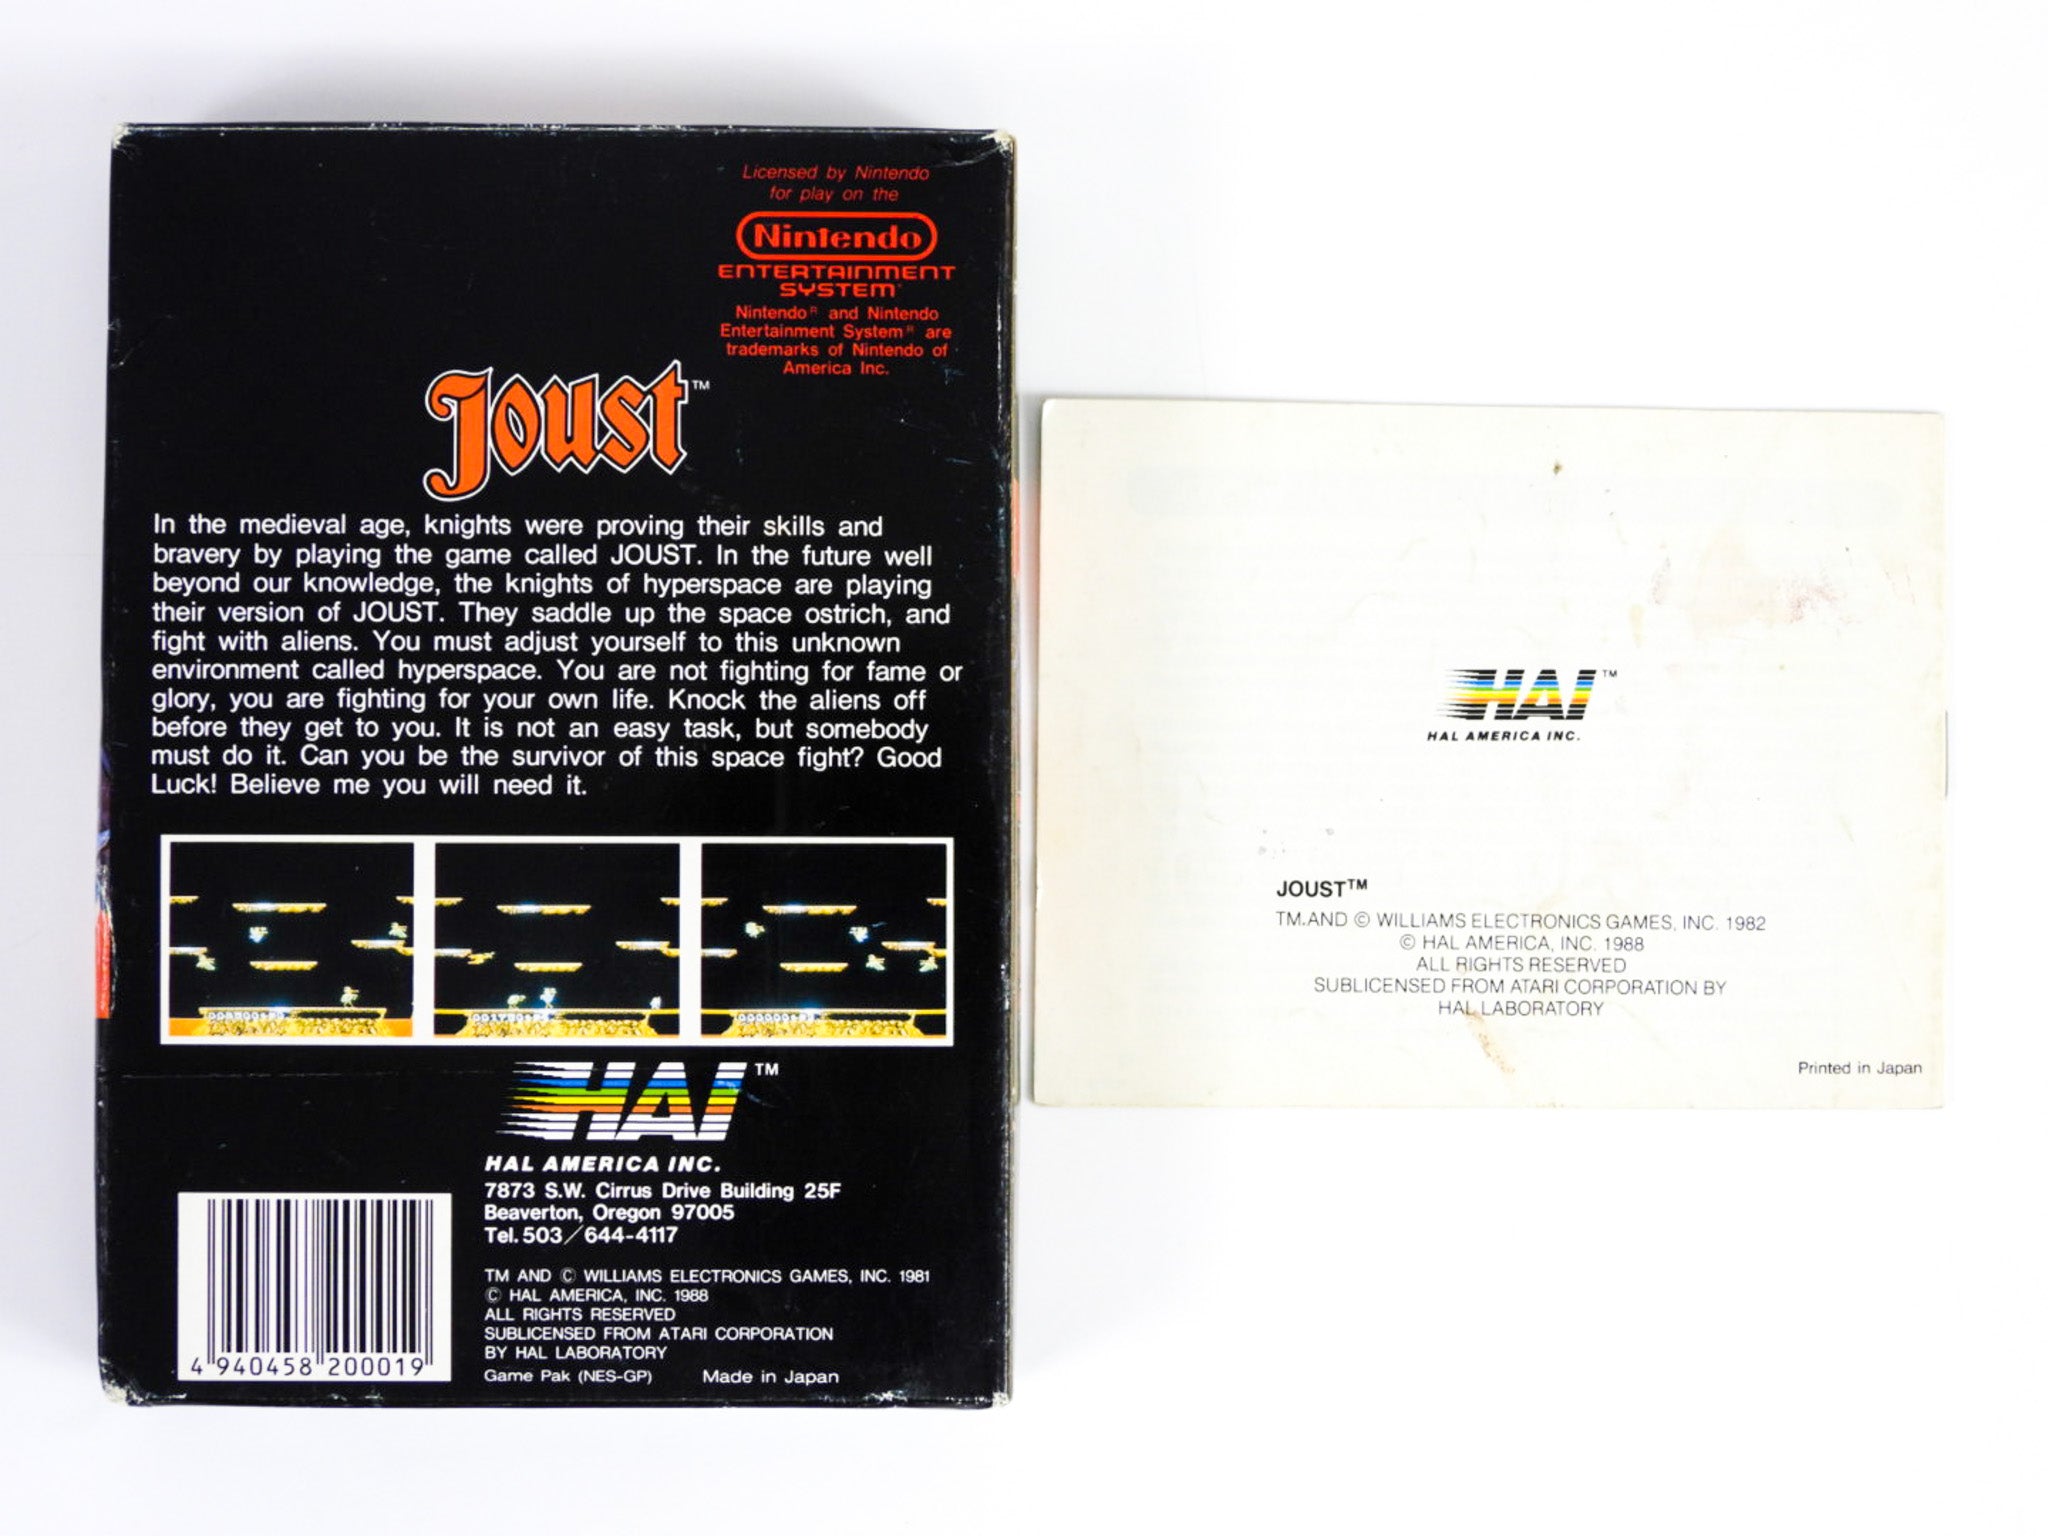 Licensed by Nintendo
for play on the
Nintendo
ENTERTAINMENT
SYSTEM
Nintendo® and Nintendo
Entertainment System® are
trademarks of Nintendo of
America Inc.
Joust™
In the medieval age, knights were proving their skills and
bravery by playing the game called JOUST. In the future well
beyond our knowledge, the knights of hyperspace are playing
their version of JOUST. They saddle up the space ostrich, and
fight with aliens. You must adjust yourself to this unknown
environment called hyperspace. You are not fighting for fame or
glory, you are fighting for your own life. Knock the aliens off
before they get to you. It is not an easy task, but somebody
must do it. Can you be the survivor of this space fight? Good
Luck! Believe me you will need it.
HAL™
HAL AMERICA INC.
7873 S.W. Cirrus Drive Building 25F
Beaverton, Oregon 97005
Tel. 503/644-4117
TM AND © WILLIAMS ELECTRONICS GAMES, INC. 1981
© HAL AMERICA, INC. 1988
ALL RIGHTS RESERVED
SUBLICENSED FROM ATARI CORPORATION
BY HAL LABORATORY
Game Pak (NES-GP) Made in Japan
4 940458 200019
HAL™
HAL AMERICA INC.
JOUST™
TM.AND © WILLIAMS ELECTRONICS GAMES, INC. 1982
© HAL AMERICA, INC. 1988
ALL RIGHTS RESERVED
SUBLICENSED FROM ATARI CORPORATION BY
HAL LABORATORY
Printed in Japan